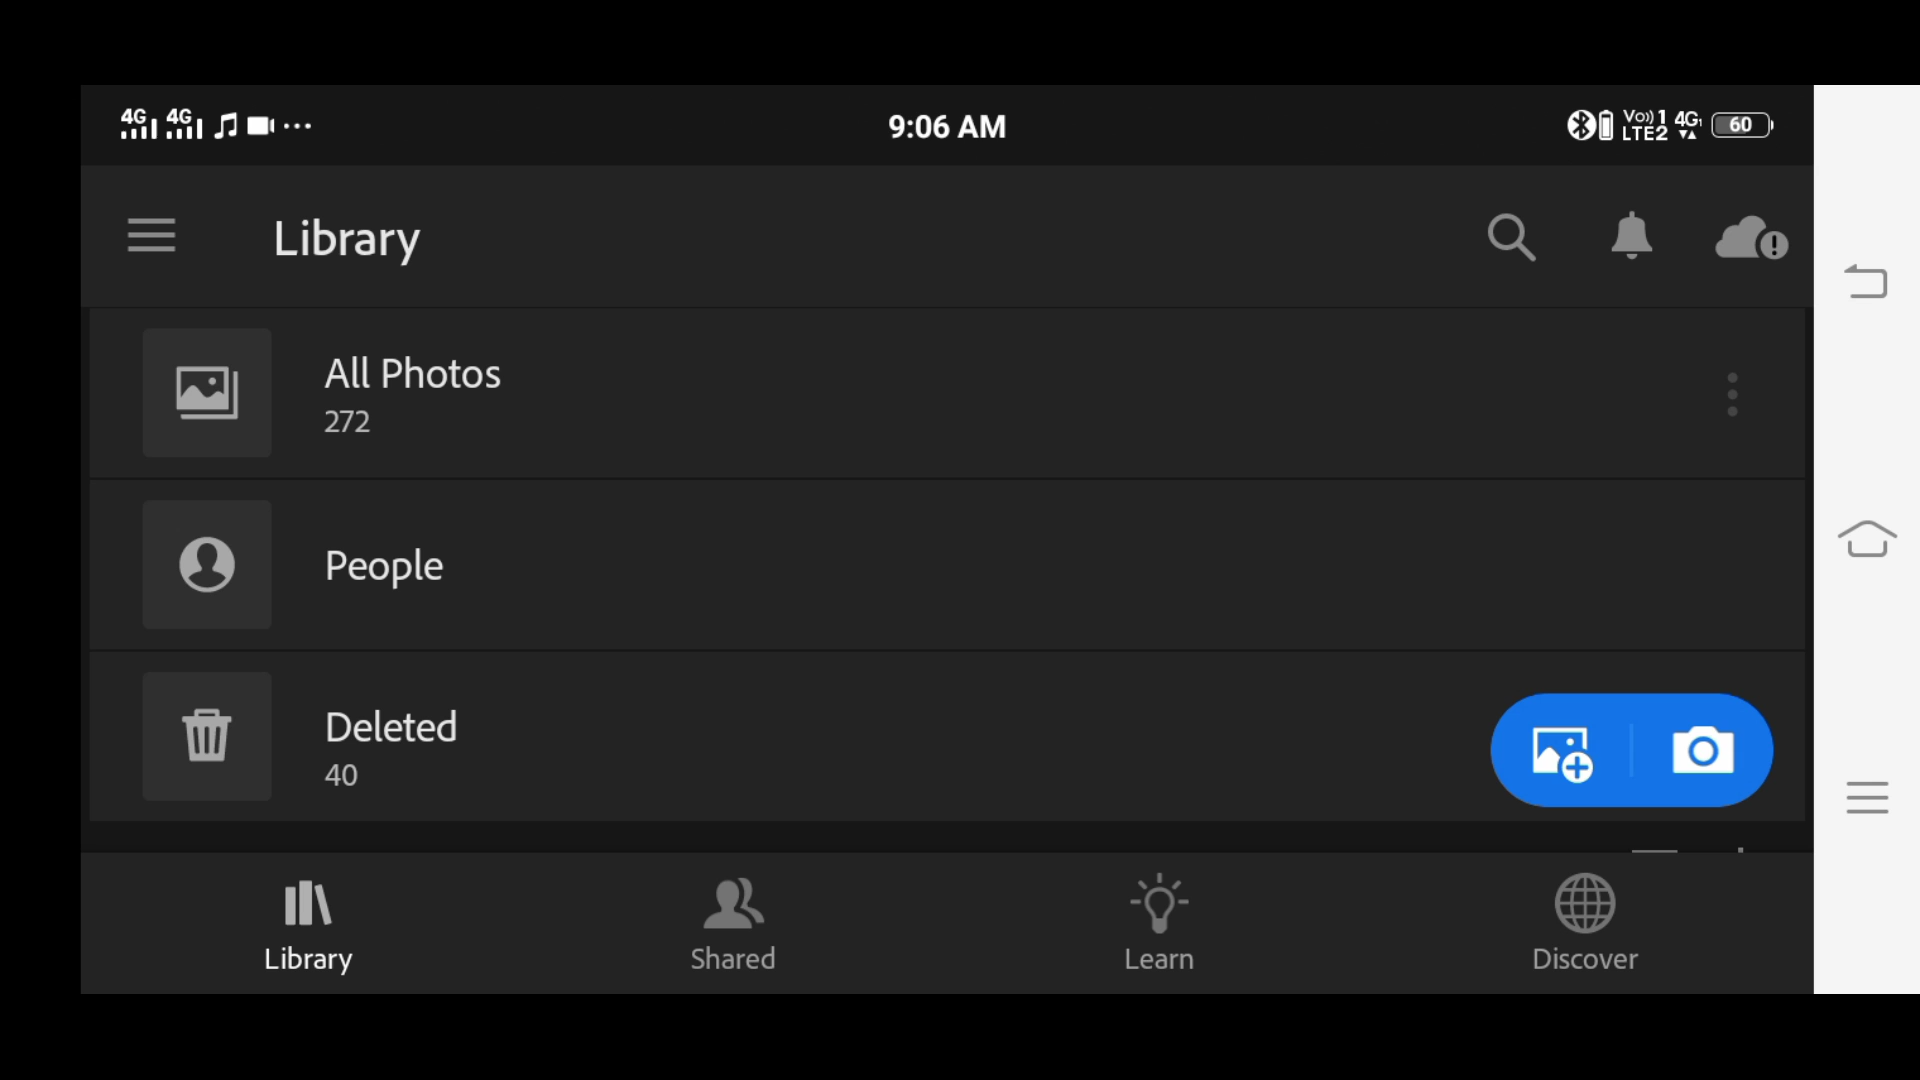 4G 4G 9:06 AM Vo)) 1 LTE2 4G 60
Library
All Photos
272
People
Deleted
40
Library Shared Learn Discover